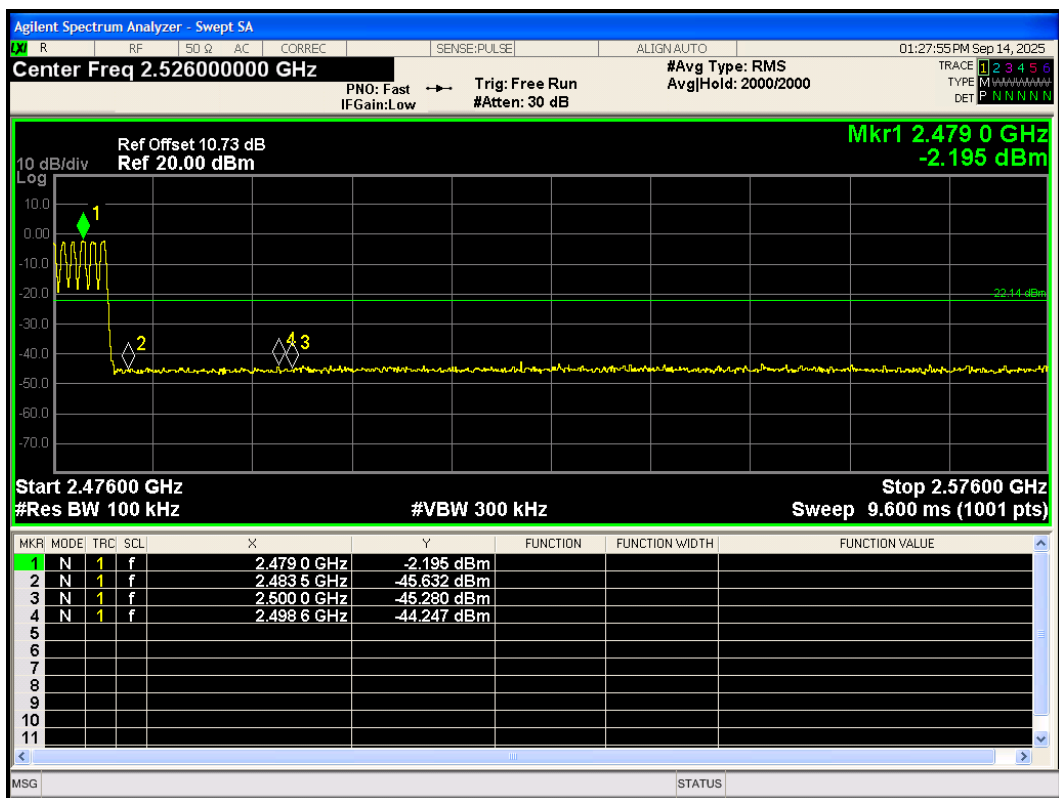 Agilent Spectrum Analyzer - Swept SA
LXI R RF 50 Ω AC CORREC SENSE:PULSE ALIGN AUTO 01:27:55 PM Sep 14, 2025
Center Freq 2.526000000 GHz
PNO: Fast
IFGain:Low
Trig: Free Run
#Atten: 30 dB
#Avg Type: RMS
Avg|Hold: 2000/2000
TRACE 1 2 3 4 5 6
TYPE M
DET P N N N N N
Mkr1 2.479 0 GHz
-2.195 dBm
Ref Offset 10.73 dB
10 dB/div Ref 20.00 dBm
Log
10.0
0.00
-10.0
-20.0
-30.0
-40.0
-50.0
-60.0
-70.0
1
2
4 3
-22.14 dBm
Start 2.47600 GHz Stop 2.57600 GHz
#Res BW 100 kHz #VBW 300 kHz Sweep 9.600 ms (1001 pts)
MKR MODE TRC SCL X Y FUNCTION FUNCTION WIDTH FUNCTION VALUE
1 N 1 f 2.479 0 GHz -2.195 dBm
2 N 1 f 2.483 5 GHz -45.632 dBm
3 N 1 f 2.500 0 GHz -45.280 dBm
4 N 1 f 2.498 6 GHz -44.247 dBm
5
6
7
8
9
10
11
MSG STATUS